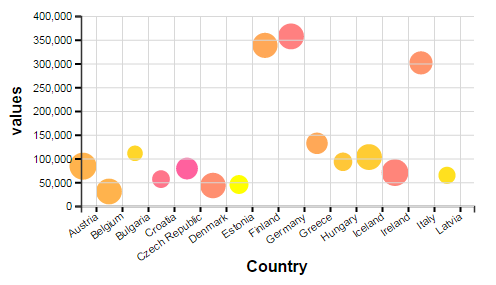 400,000
350,000
300,000
250,000
200,000
150,000
100,000
50,000
0
values
Austria
Belgium
Bulgaria
Croatia
Czech Republic
Denmark
Estonia
Finland
Germany
Greece
Hungary
Iceland
Ireland
Italy
Latvia
Country